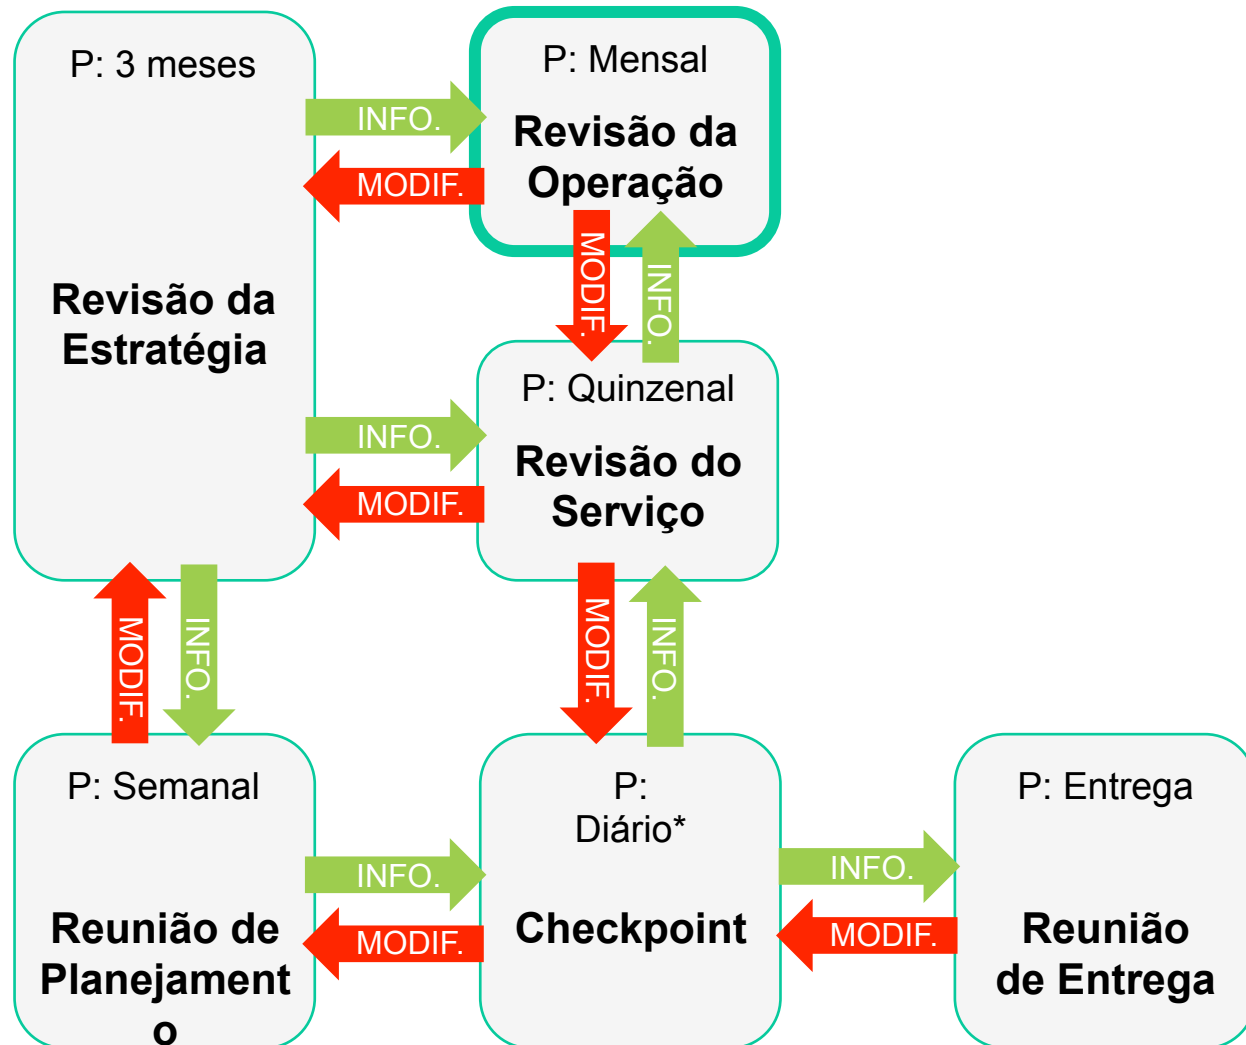 P: 3 meses
Revisão da
Estratégia
INFO.
MODIF.
P: Mensal
Revisão da
Operação
MODIF.
INFO.
INFO.
MODIF.
P: Quinzenal
Revisão do
Serviço
MODIF.
INFO.
MODIF.
INFO.
P: Semanal
Reunião de
Planejament
o
INFO.
MODIF.
P:
Diário*
Checkpoint
INFO.
MODIF.
P: Entrega
Reunião
de Entrega